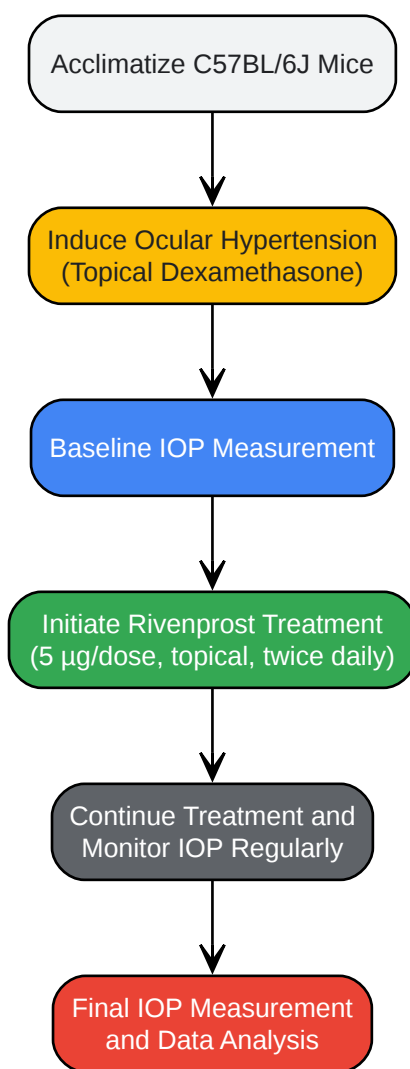 Acclimatize C57BL/6J Mice
Induce Ocular Hypertension
(Topical Dexamethasone)
Baseline IOP Measurement
Initiate Rivenprost Treatment
(5 µg/dose, topical, twice daily)
Continue Treatment and
Monitor IOP Regularly
Final IOP Measurement
and Data Analysis